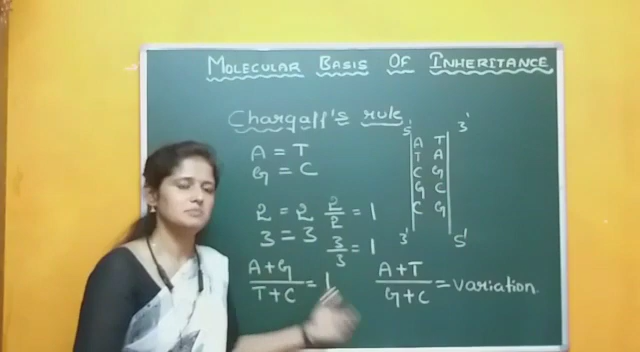 MOLECULAR BASIS OF INHERITANCE
Chargaff's rule
A = T
G = C
2 = 2 2/2 = 1
3 = 3 3/3 = 1
A+G/T+C = 1
A+T/G+C = variation.
5' 3'
A T
T A
C G
G C
C G
3' 5'